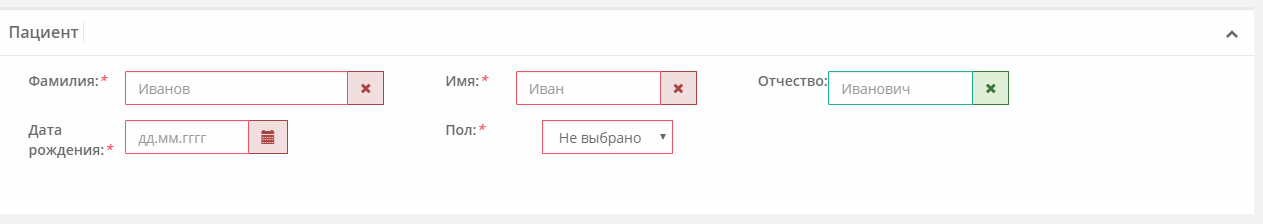 Пациент
Фамилия:* Иванов Имя:* Иван Отчество: Иванович
Дата
рождения:* дд.мм.гггг Пол:* Не выбрано